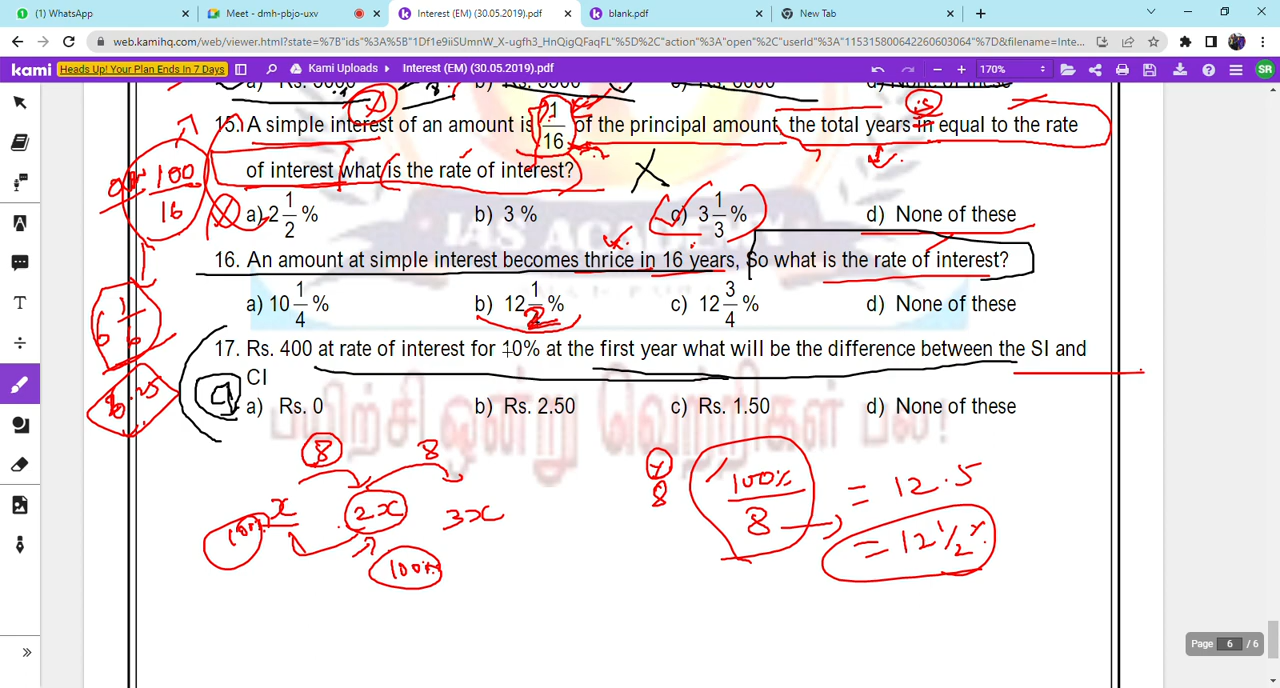 (1) WhatsApp
Meet - dmh-pbjo-uxv
Interest (EM) (30.05.2019).pdf
blank.pdf
New Tab
web.kamihq.com/web/viewer.html?state=%7B"ids"%3A%5B"1Df1e9iiSUmnW_X-ugfh3_HnQigQFaqFL"%5D%2C"action"%3A"open"%2C"userId"%3A"115315800642260603064"%7D&filename=Inte...
kami
Heads Up! Your Plan Ends In 7 Days
Kami Uploads
Interest (EM) (30.05.2019).pdf
170%
SR
15. A simple interest of an amount is 1/16 of the principal amount, the total years in equal to the rate
is
of interest what is the rate of interest?
100/16
a) 2 1/2 %
b) 3 %
c) 3 1/3 %
d) None of these
16. An amount at simple interest becomes thrice in 16 years, So what is the rate of interest?
a) 10 1/4 %
b) 12 1/2 %
c) 12 3/4 %
d) None of these
17. Rs. 400 at rate of interest for 10% at the first year what will be the difference between the SI and
CI
a) Rs. 0
b) Rs. 2.50
c) Rs. 1.50
d) None of these
பயிற்சி ஒன்றே வெற்றிகள் பல!
8 8
x 2x 3x
100%
100%/8 = 12.5
8
= 12 1/2 %
Page 6 / 6